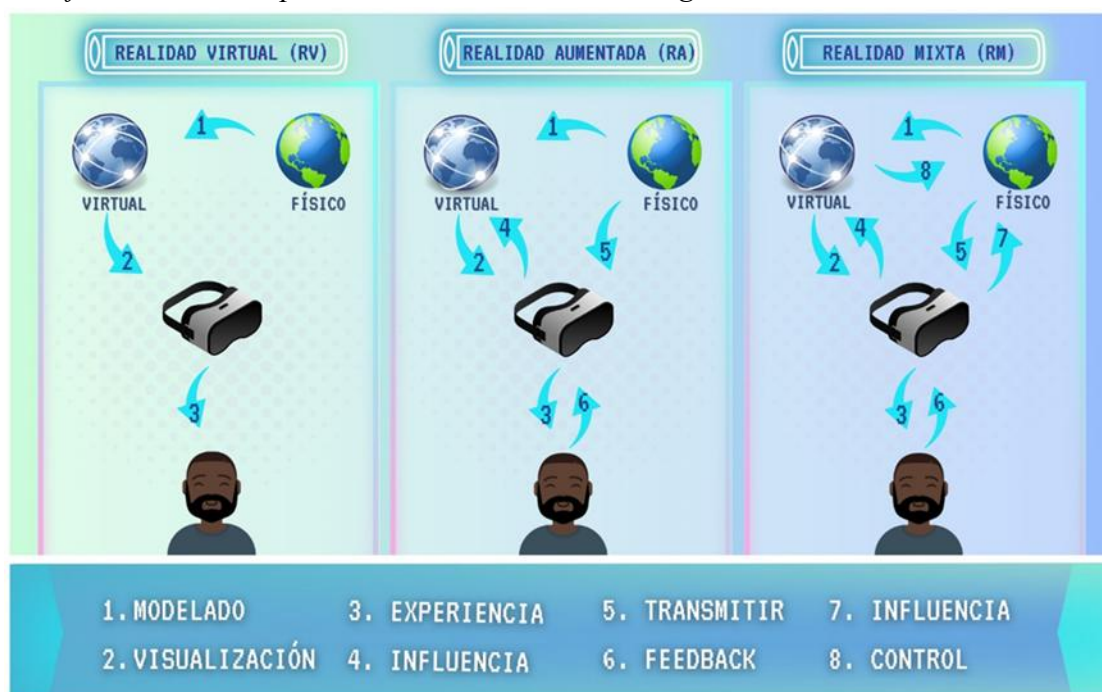 REALIDAD VIRTUAL (RV)
REALIDAD AUMENTADA (RA)
REALIDAD MIXTA (RM)
1
VIRTUAL
FÍSICO
2
3
1
VIRTUAL
FÍSICO
4
2
5
3
6
1
8
VIRTUAL
FÍSICO
4
2
5
7
3
6
1. MODELADO
3. EXPERIENCIA
5. TRANSMITIR
7. INFLUENCIA
2. VISUALIZACIÓN
4. INFLUENCIA
6. FEEDBACK
8. CONTROL